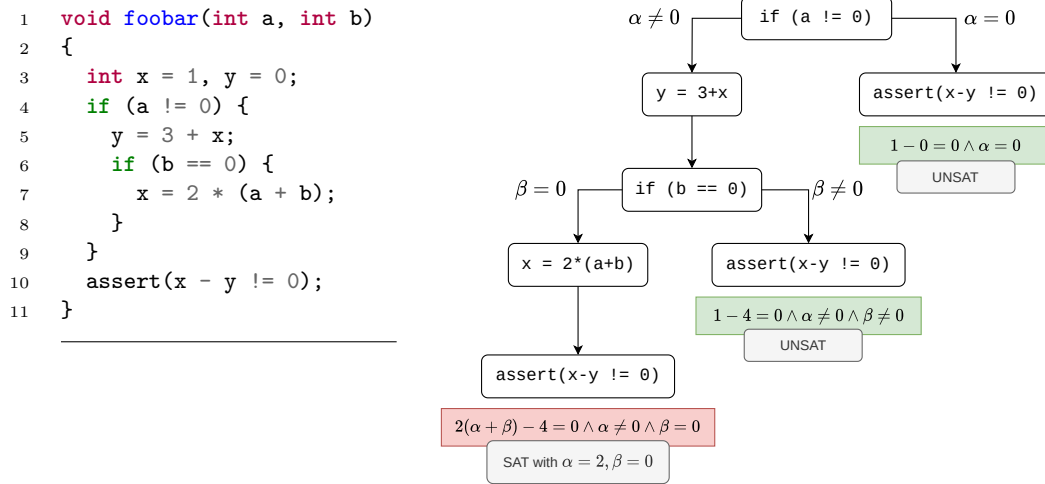 1 void foobar(int a, int b)
2 {
3 int x = 1, y = 0;
4 if (a != 0) {
5 y = 3 + x;
6 if (b == 0) {
7 x = 2 * (a + b);
8 }
9 }
10 assert(x - y != 0);
11 }
α ≠ 0
if (a != 0)
α = 0
y = 3+x
assert(x-y != 0)
1 − 0 = 0 ∧ α = 0
UNSAT
β = 0
if (b == 0)
β ≠ 0
x = 2*(a+b)
assert(x-y != 0)
1 − 4 = 0 ∧ α ≠ 0 ∧ β ≠ 0
UNSAT
assert(x-y != 0)
2(α + β) − 4 = 0 ∧ α ≠ 0 ∧ β = 0
SAT with α = 2, β = 0